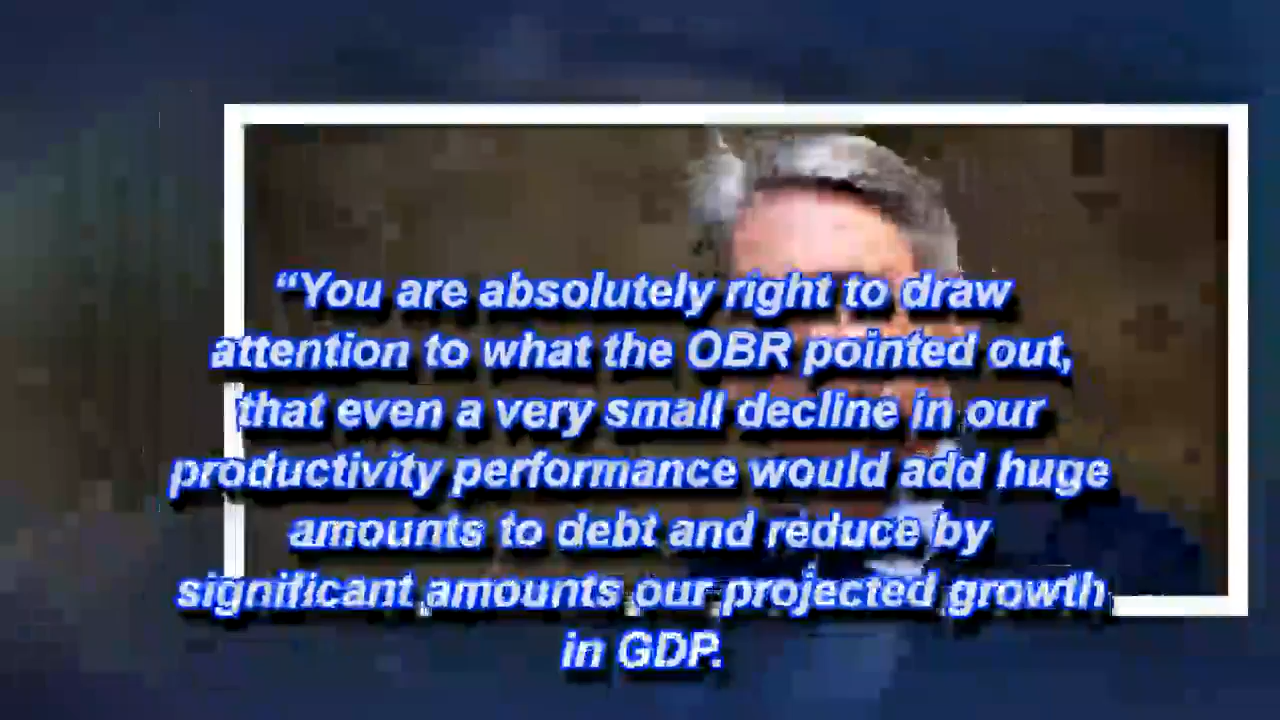 “You are absolutely right to draw
attention to what the OBR pointed out,
that even a very small decline in our
productivity performance would add huge
amounts to debt and reduce by
significant amounts our projected growth
in GDP.